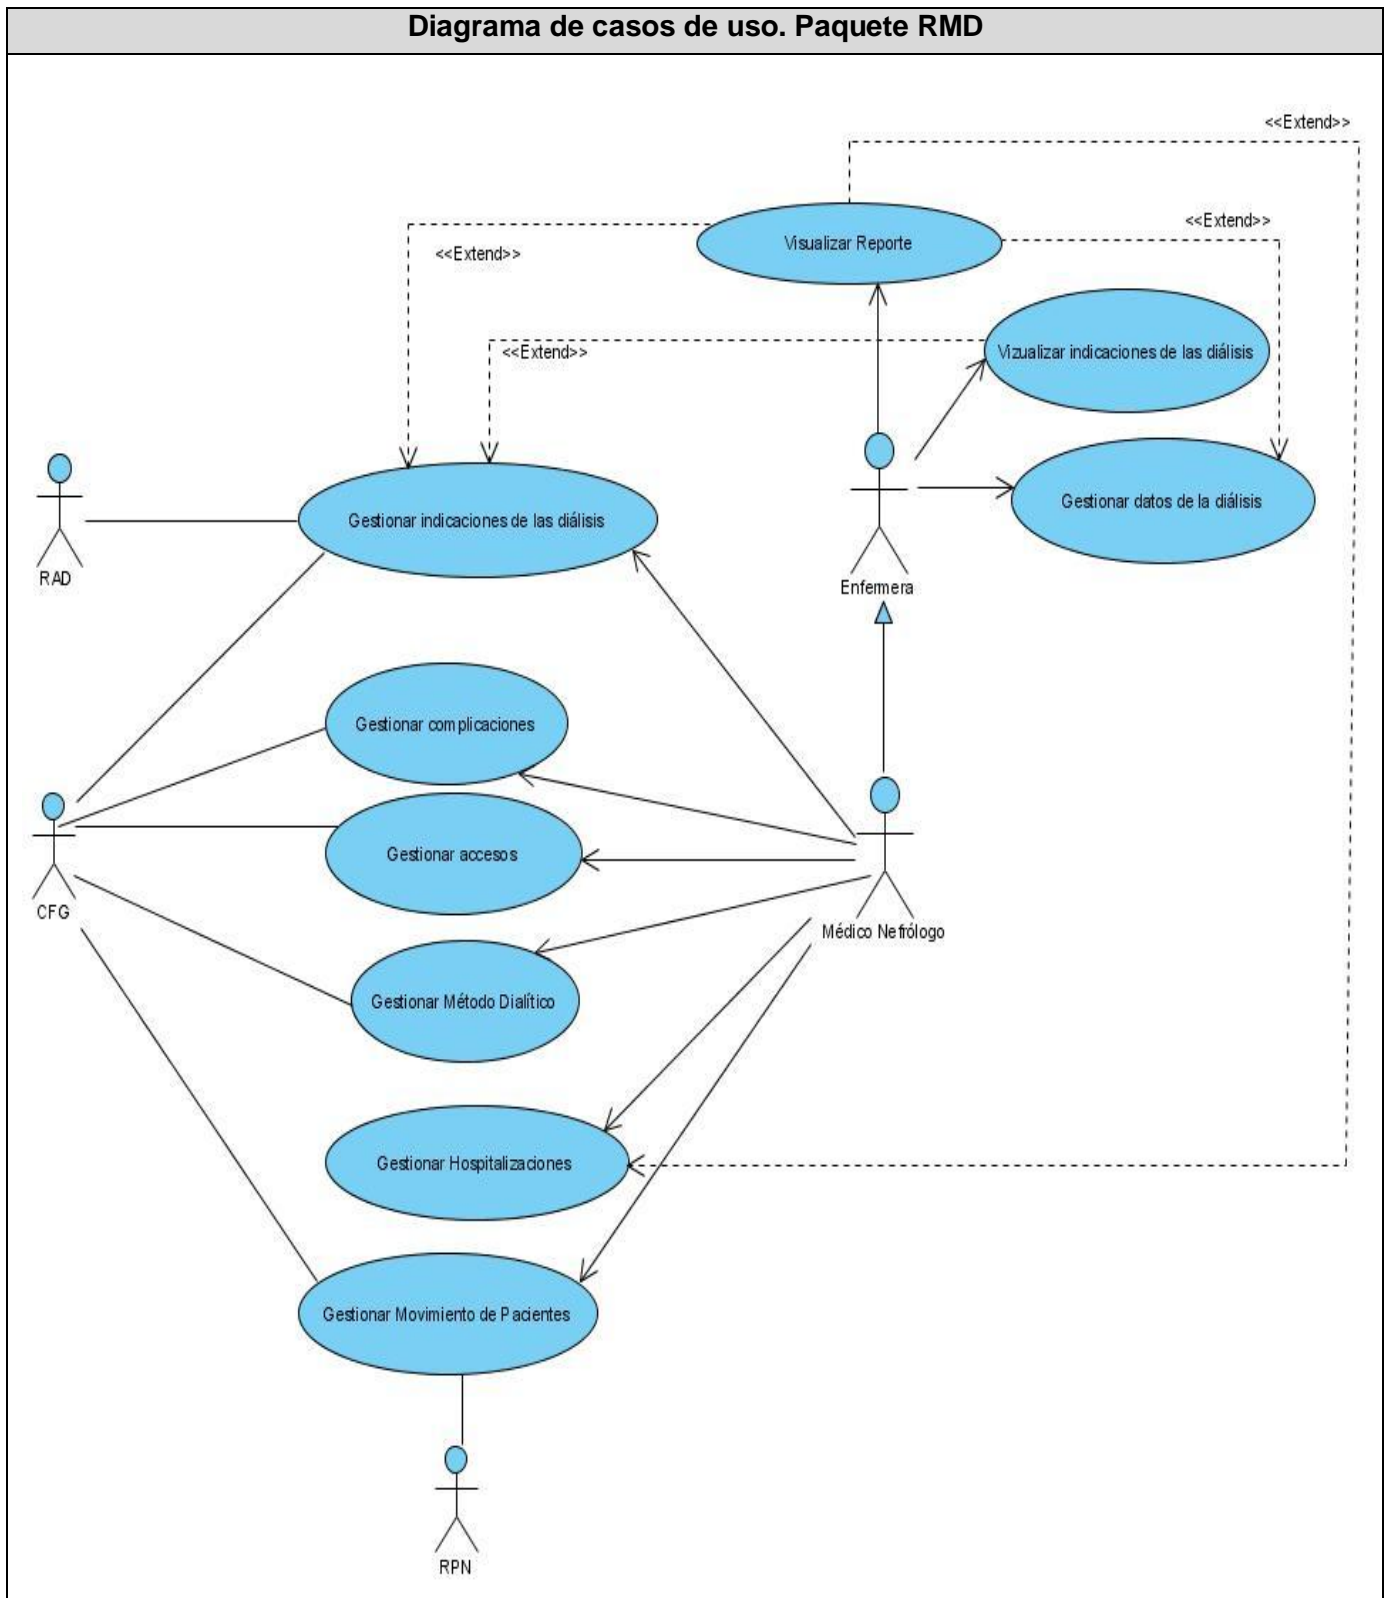 Diagrama de casos de uso. Paquete RMD
<<Extend>>
<<Extend>>
Visualizar Reporte
<<Extend>>
<<Extend>>
Vizualizar indicaciones de las diálisis
Gestionar datos de la diálisis
Gestionar indicaciones de las diálisis
RAD
Enfermera
Gestionar complicaciones
Gestionar accesos
CFG
Médico Nefrólogo
Gestionar Método Dialítico
Gestionar Hospitalizaciones
Gestionar Movimiento de Pacientes
RPN